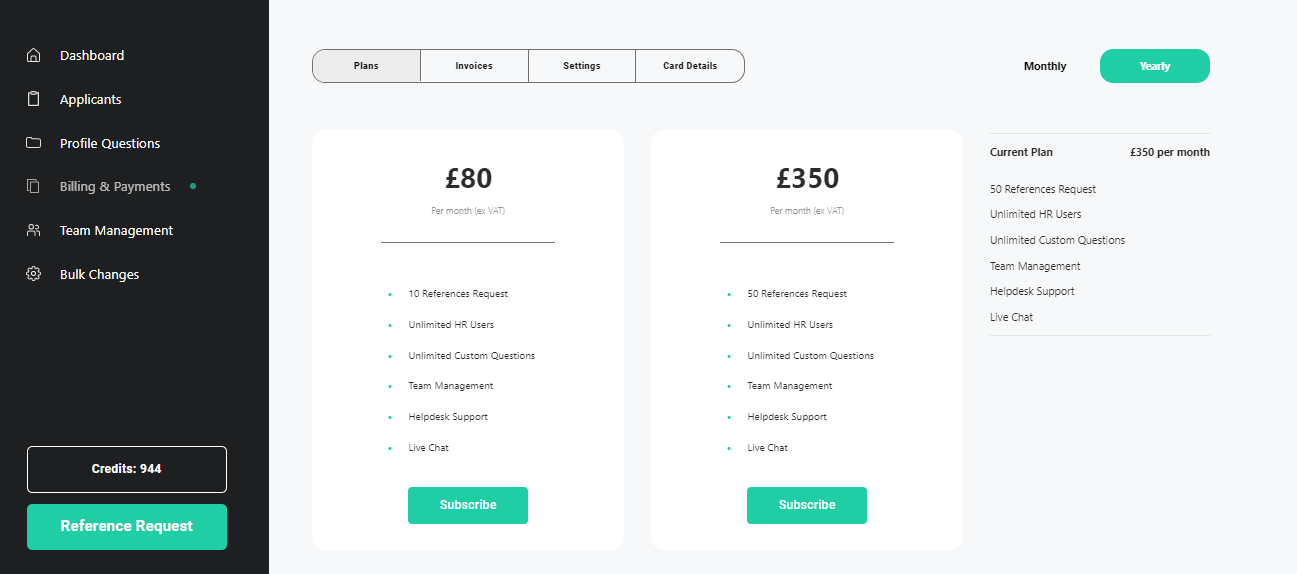 Dashboard
Applicants
Profile Questions
Billing & Payments
Team Management
Bulk Changes
Credits: 944
Reference Request
Plans
Invoices
Settings
Card Details
Monthly
Yearly
£80
Per month (ex VAT)
10 References Request
Unlimited HR Users
Unlimited Custom Questions
Team Management
Helpdesk Support
Live Chat
Subscribe
£350
Per month (ex VAT)
50 References Request
Unlimited HR Users
Unlimited Custom Questions
Team Management
Helpdesk Support
Live Chat
Subscribe
Current Plan £350 per month
50 References Request
Unlimited HR Users
Unlimited Custom Questions
Team Management
Helpdesk Support
Live Chat